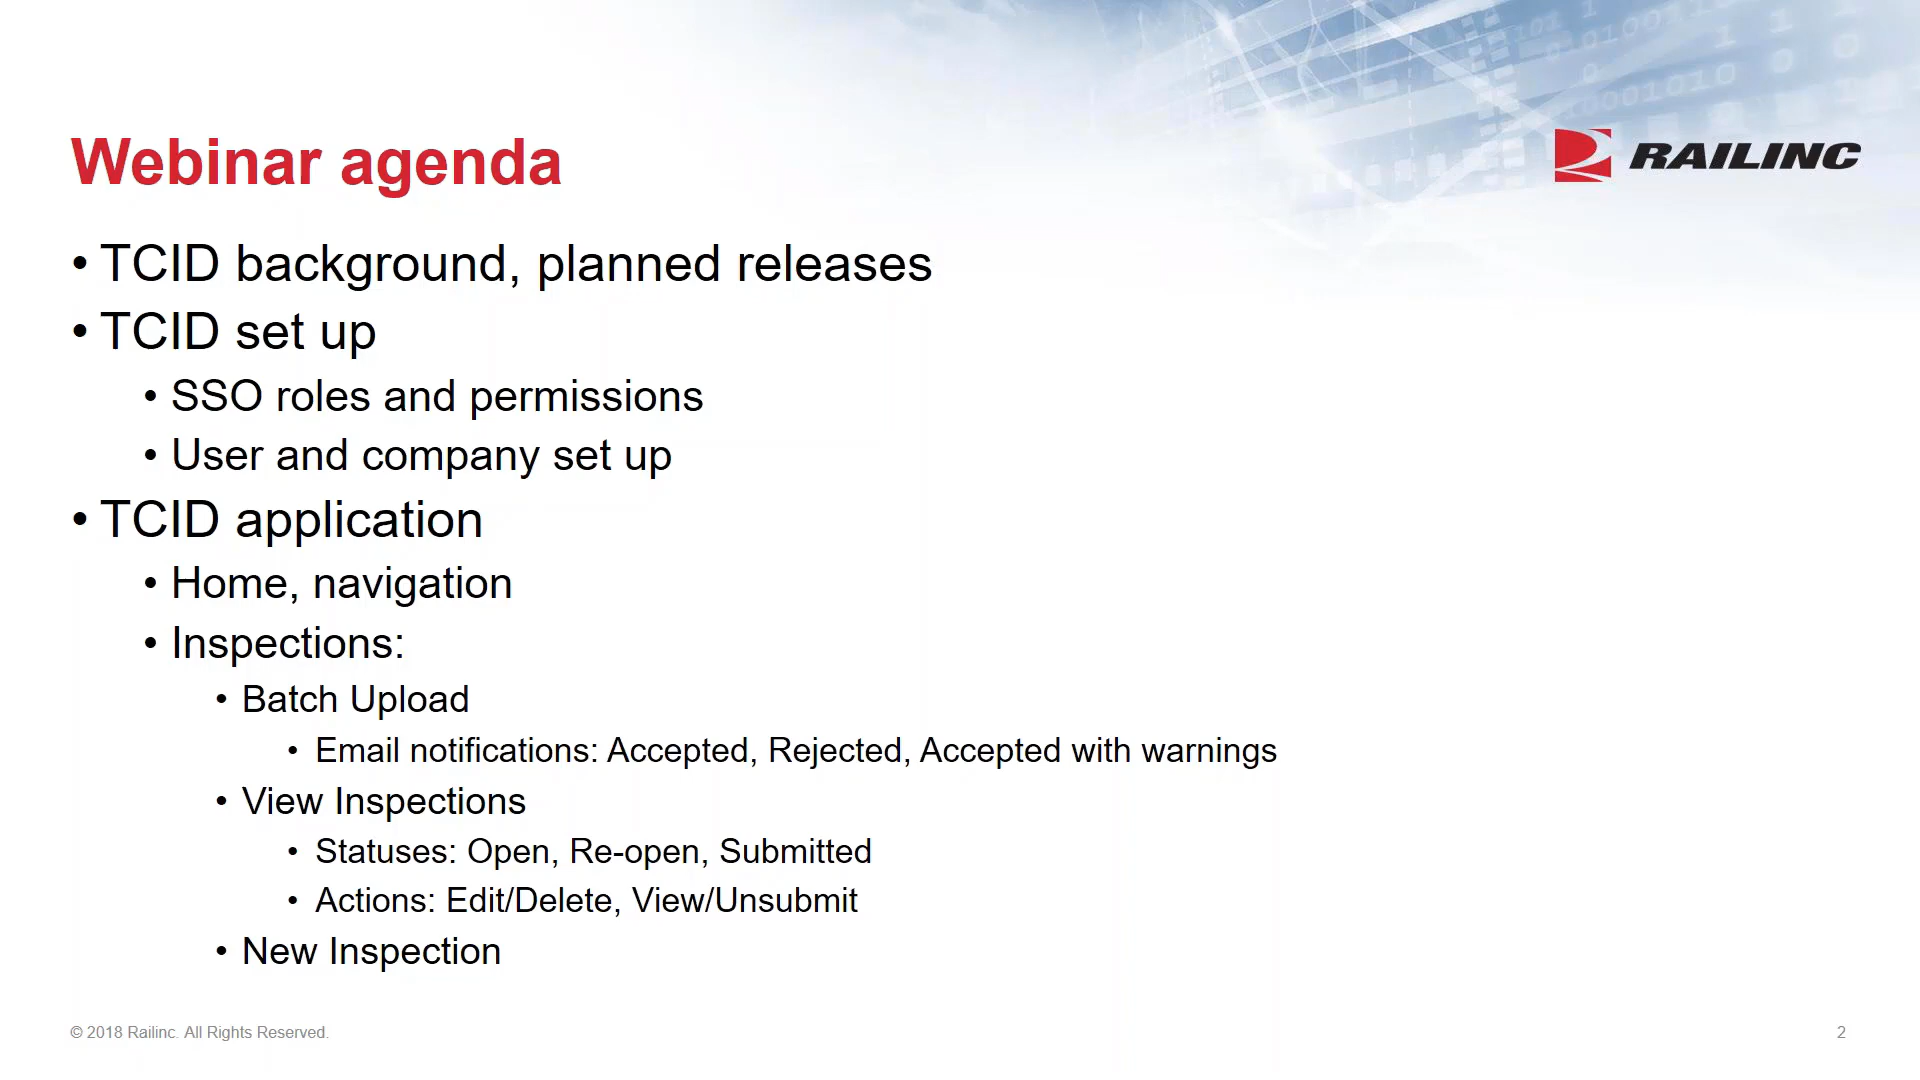 RAILINC
Webinar agenda
• TCID background, planned releases
• TCID set up
• SSO roles and permissions
• User and company set up
• TCID application
• Home, navigation
• Inspections:
• Batch Upload
• Email notifications: Accepted, Rejected, Accepted with warnings
• View Inspections
• Statuses: Open, Re-open, Submitted
• Actions: Edit/Delete, View/Unsubmit
• New Inspection
© 2018 Railinc. All Rights Reserved.
2